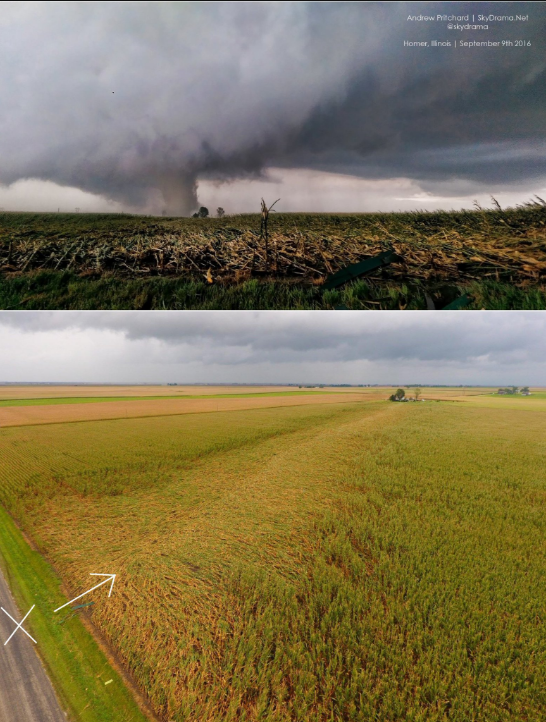 Andrew Pritchard | SkyDrama.Net
@skydrama
Homer, Illinois | September 9th 2016